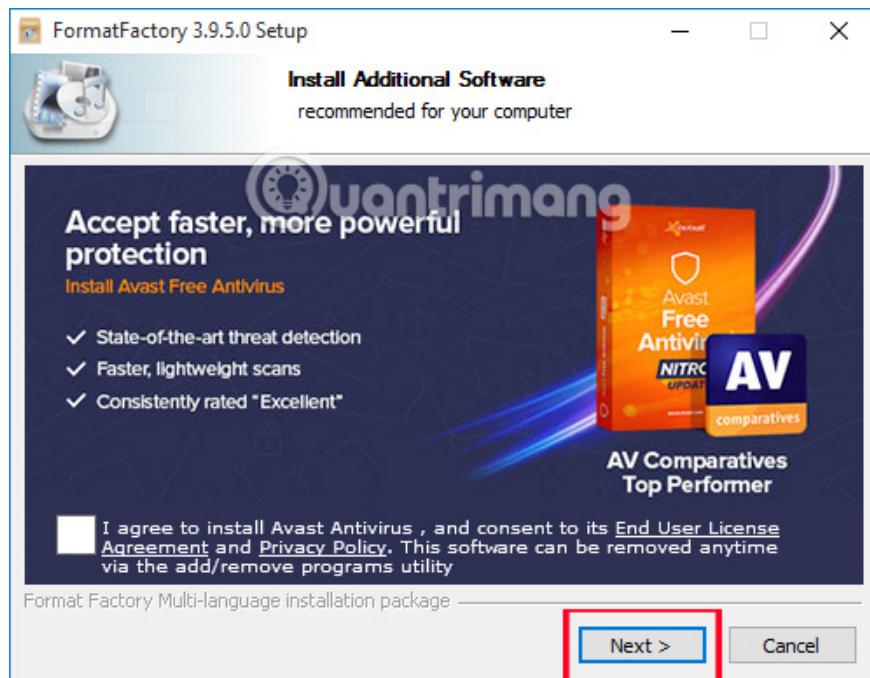 FormatFactory 3.9.5.0 Setup
Install Additional Software
recommended for your computer
Quantrimang
Accept faster, more powerful
protection
Install Avast Free Antivirus
State-of-the-art threat detection
Faster, lightweight scans
Consistently rated "Excellent"
Avast
Free
Antivirus
NITRO
UPDATE
AV
comparatives
AV Comparatives
Top Performer
I agree to install Avast Antivirus , and consent to its End User License
Agreement and Privacy Policy. This software can be removed anytime
via the add/remove programs utility
Format Factory Multi-language installation package
Next >
Cancel